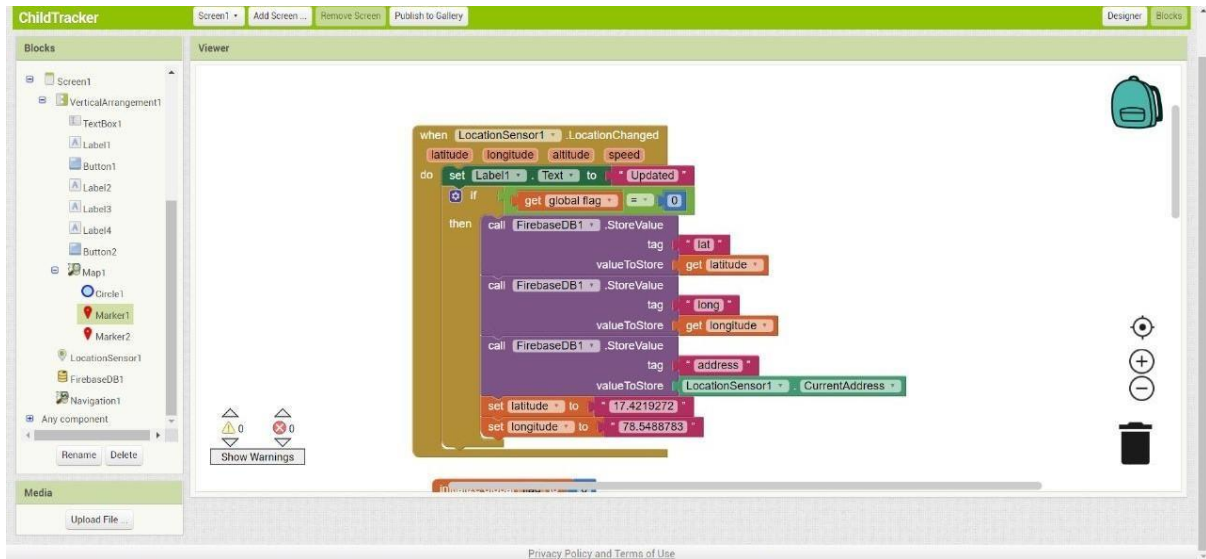 ChildTracker
Screen1 Add Screen ... Remove Screen Publish to Gallery Designer Blocks
Blocks
Viewer
Screen1
VerticalArrangement1
TextBox1
Label1
Button1
Label2
Label3
Label4
Button2
Map1
Circle1
Marker1
Marker2
LocationSensor1
FirebaseDB1
Navigation1
Any component
Rename Delete
Media
Upload File ...
when LocationSensor1 .LocationChanged
latitude longitude altitude speed
do set Label1 . Text to " Updated "
if get global flag = 0
then call FirebaseDB1 .StoreValue
tag " lat "
valueToStore get latitude
call FirebaseDB1 .StoreValue
tag " long "
valueToStore get longitude
call FirebaseDB1 .StoreValue
tag " address "
valueToStore LocationSensor1 . CurrentAddress
set latitude to " 17.4219272 "
set longitude to " 78.5488783 "
0 0
Show Warnings
Privacy Policy and Terms of Use